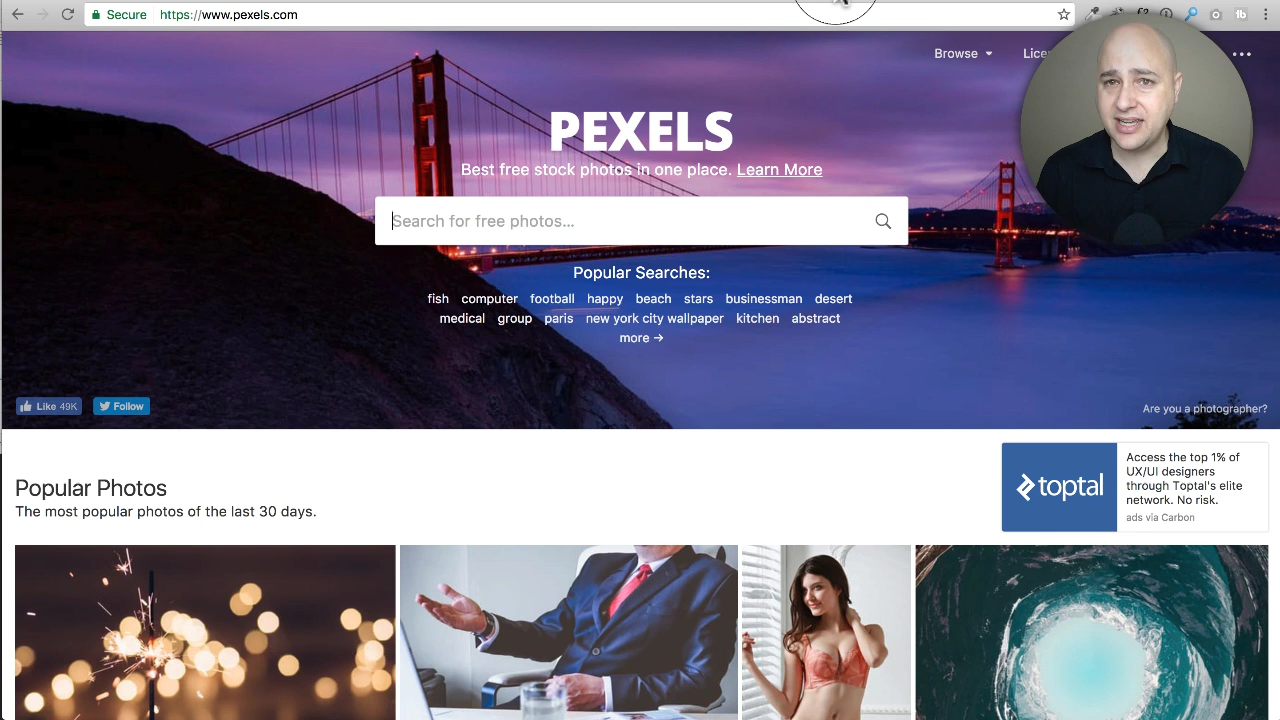 Secure https://www.pexels.com
Browse
PEXELS
Best free stock photos in one place. Learn More
Search for free photos...
Popular Searches:
fish computer football happy beach stars businessman desert
medical group paris new york city wallpaper kitchen abstract
more →
Like 49K Follow
Are you a photographer?
toptal
Access the top 1% of
UX/UI designers
through Toptal's elite
network. No risk.
ads via Carbon
Popular Photos
The most popular photos of the last 30 days.